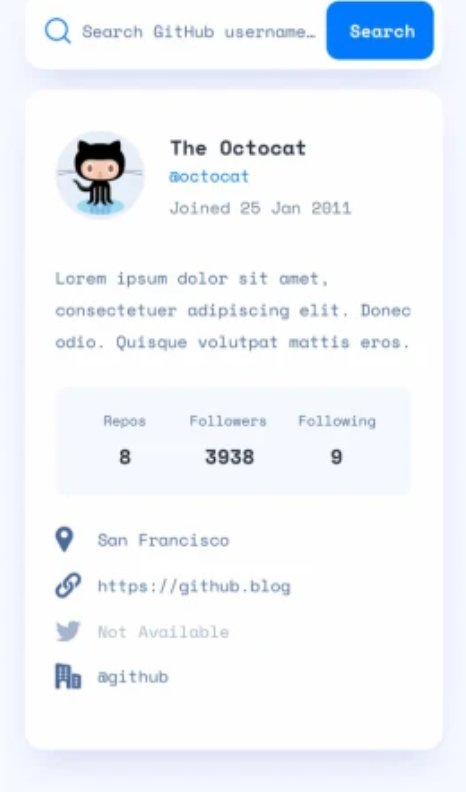 Search GitHub username…
Search
The Octocat
@octocat
Joined 25 Jan 2011
Lorem ipsum dolor sit amet,
consectetuer adipiscing elit. Donec
odio. Quisque volutpat mattis eros.
Repos Followers Following
8 3938 9
San Francisco
https://github.blog
Not Available
@github